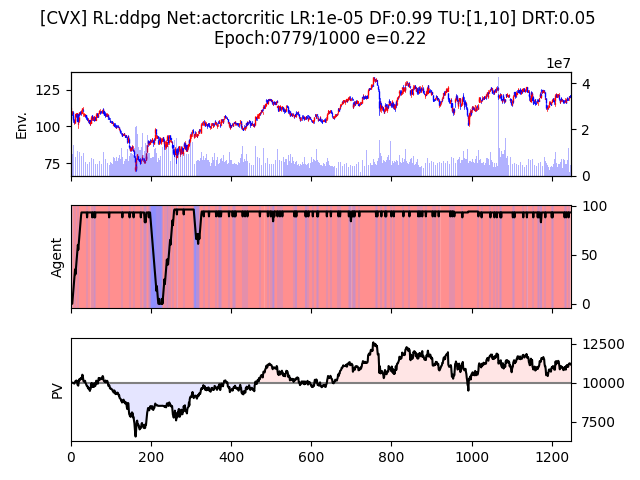 [CVX] RL:ddpg Net:actorcritic LR:1e-05 DF:0.99 TU:[1,10] DRT:0.05
Epoch:0779/1000 e=0.22
1e7
Env.
125
100
75
4
2
0
Agent
100
50
0
PV
12500
10000
7500
0 200 400 600 800 1000 1200